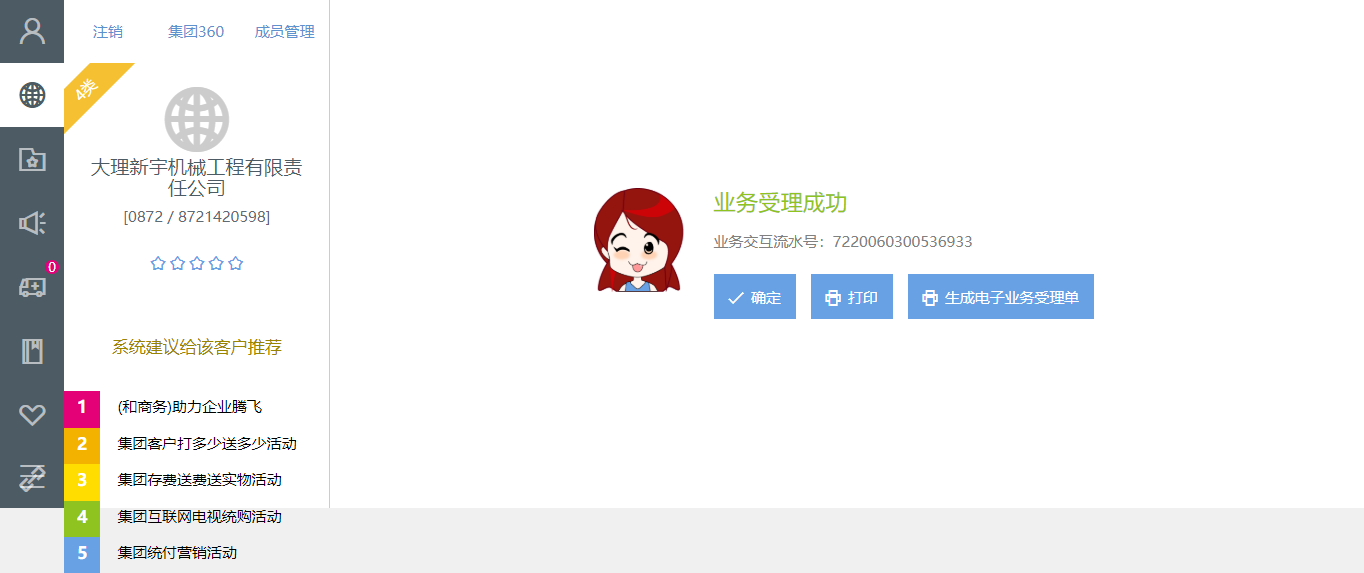 注销 集团360 成员管理
4类
大理新宇机械工程有限责
任公司
[0872 / 8721420598]
0
系统建议给该客户推荐
1 (和商务)助力企业腾飞
2 集团客户打多少送多少活动
3 集团存费送费送实物活动
4 集团互联网电视统购活动
5 集团统付营销活动
业务受理成功
业务交互流水号：7220060300536933
确定 打印 生成电子业务受理单